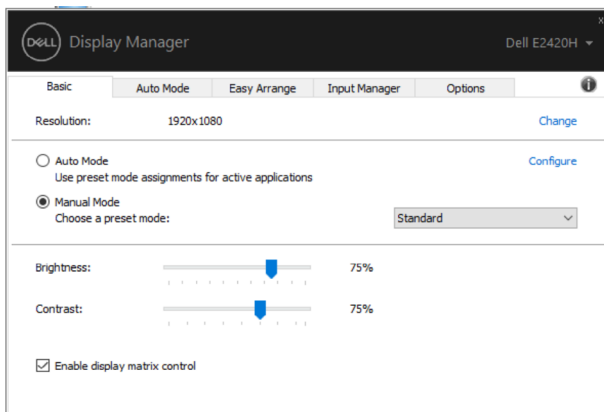 DELL Display Manager Dell E2420H
Basic Auto Mode Easy Arrange Input Manager Options
Resolution: 1920x1080 Change
Auto Mode Configure
Use preset mode assignments for active applications
Manual Mode
Choose a preset mode: Standard
Brightness: 75%
Contrast: 75%
Enable display matrix control